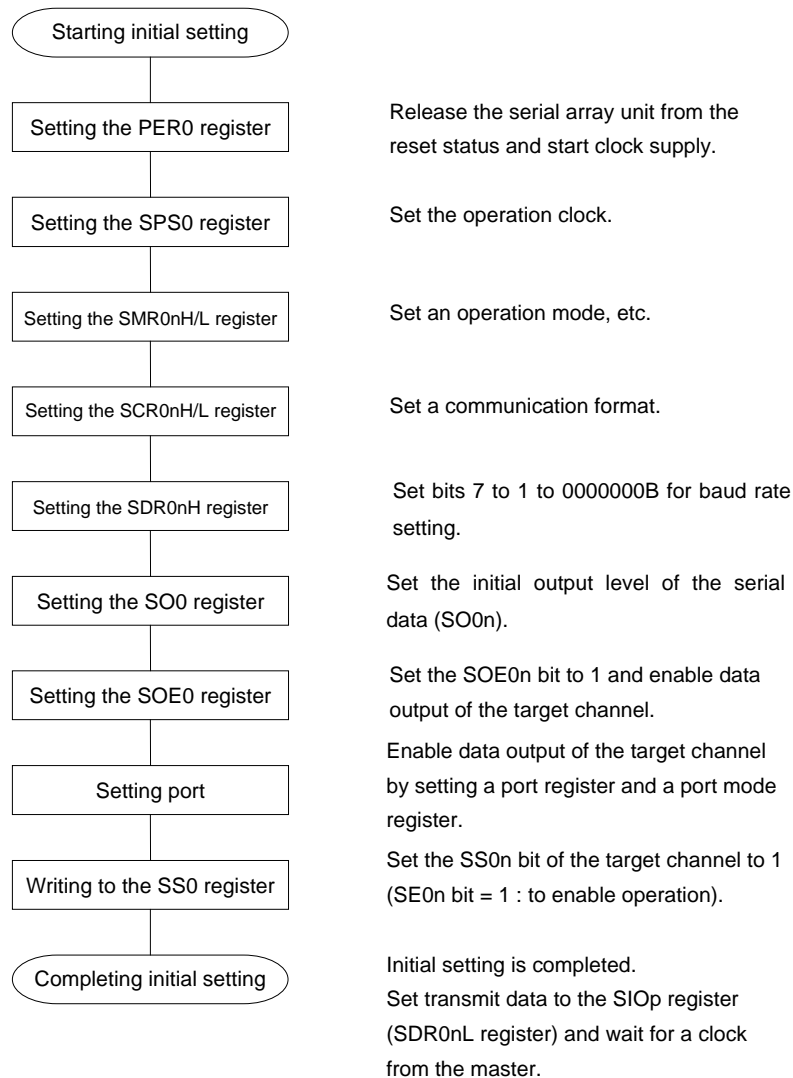 Starting initial setting
Setting the PER0 register
Release the serial array unit from the
reset status and start clock supply.
Setting the SPS0 register
Set the operation clock.
Setting the SMR0nH/L register
Set an operation mode, etc.
Setting the SCR0nH/L register
Set a communication format.
Setting the SDR0nH register
Set bits 7 to 1 to 0000000B for baud rate
setting.
Setting the SO0 register
Set the initial output level of the serial
data (SO0n).
Setting the SOE0 register
Set the SOE0n bit to 1 and enable data
output of the target channel.
Setting port
Enable data output of the target channel
by setting a port register and a port mode
register.
Writing to the SS0 register
Set the SS0n bit of the target channel to 1
(SE0n bit = 1 : to enable operation).
Completing initial setting
Initial setting is completed.
Set transmit data to the SIOp register
(SDR0nL register) and wait for a clock
from the master.